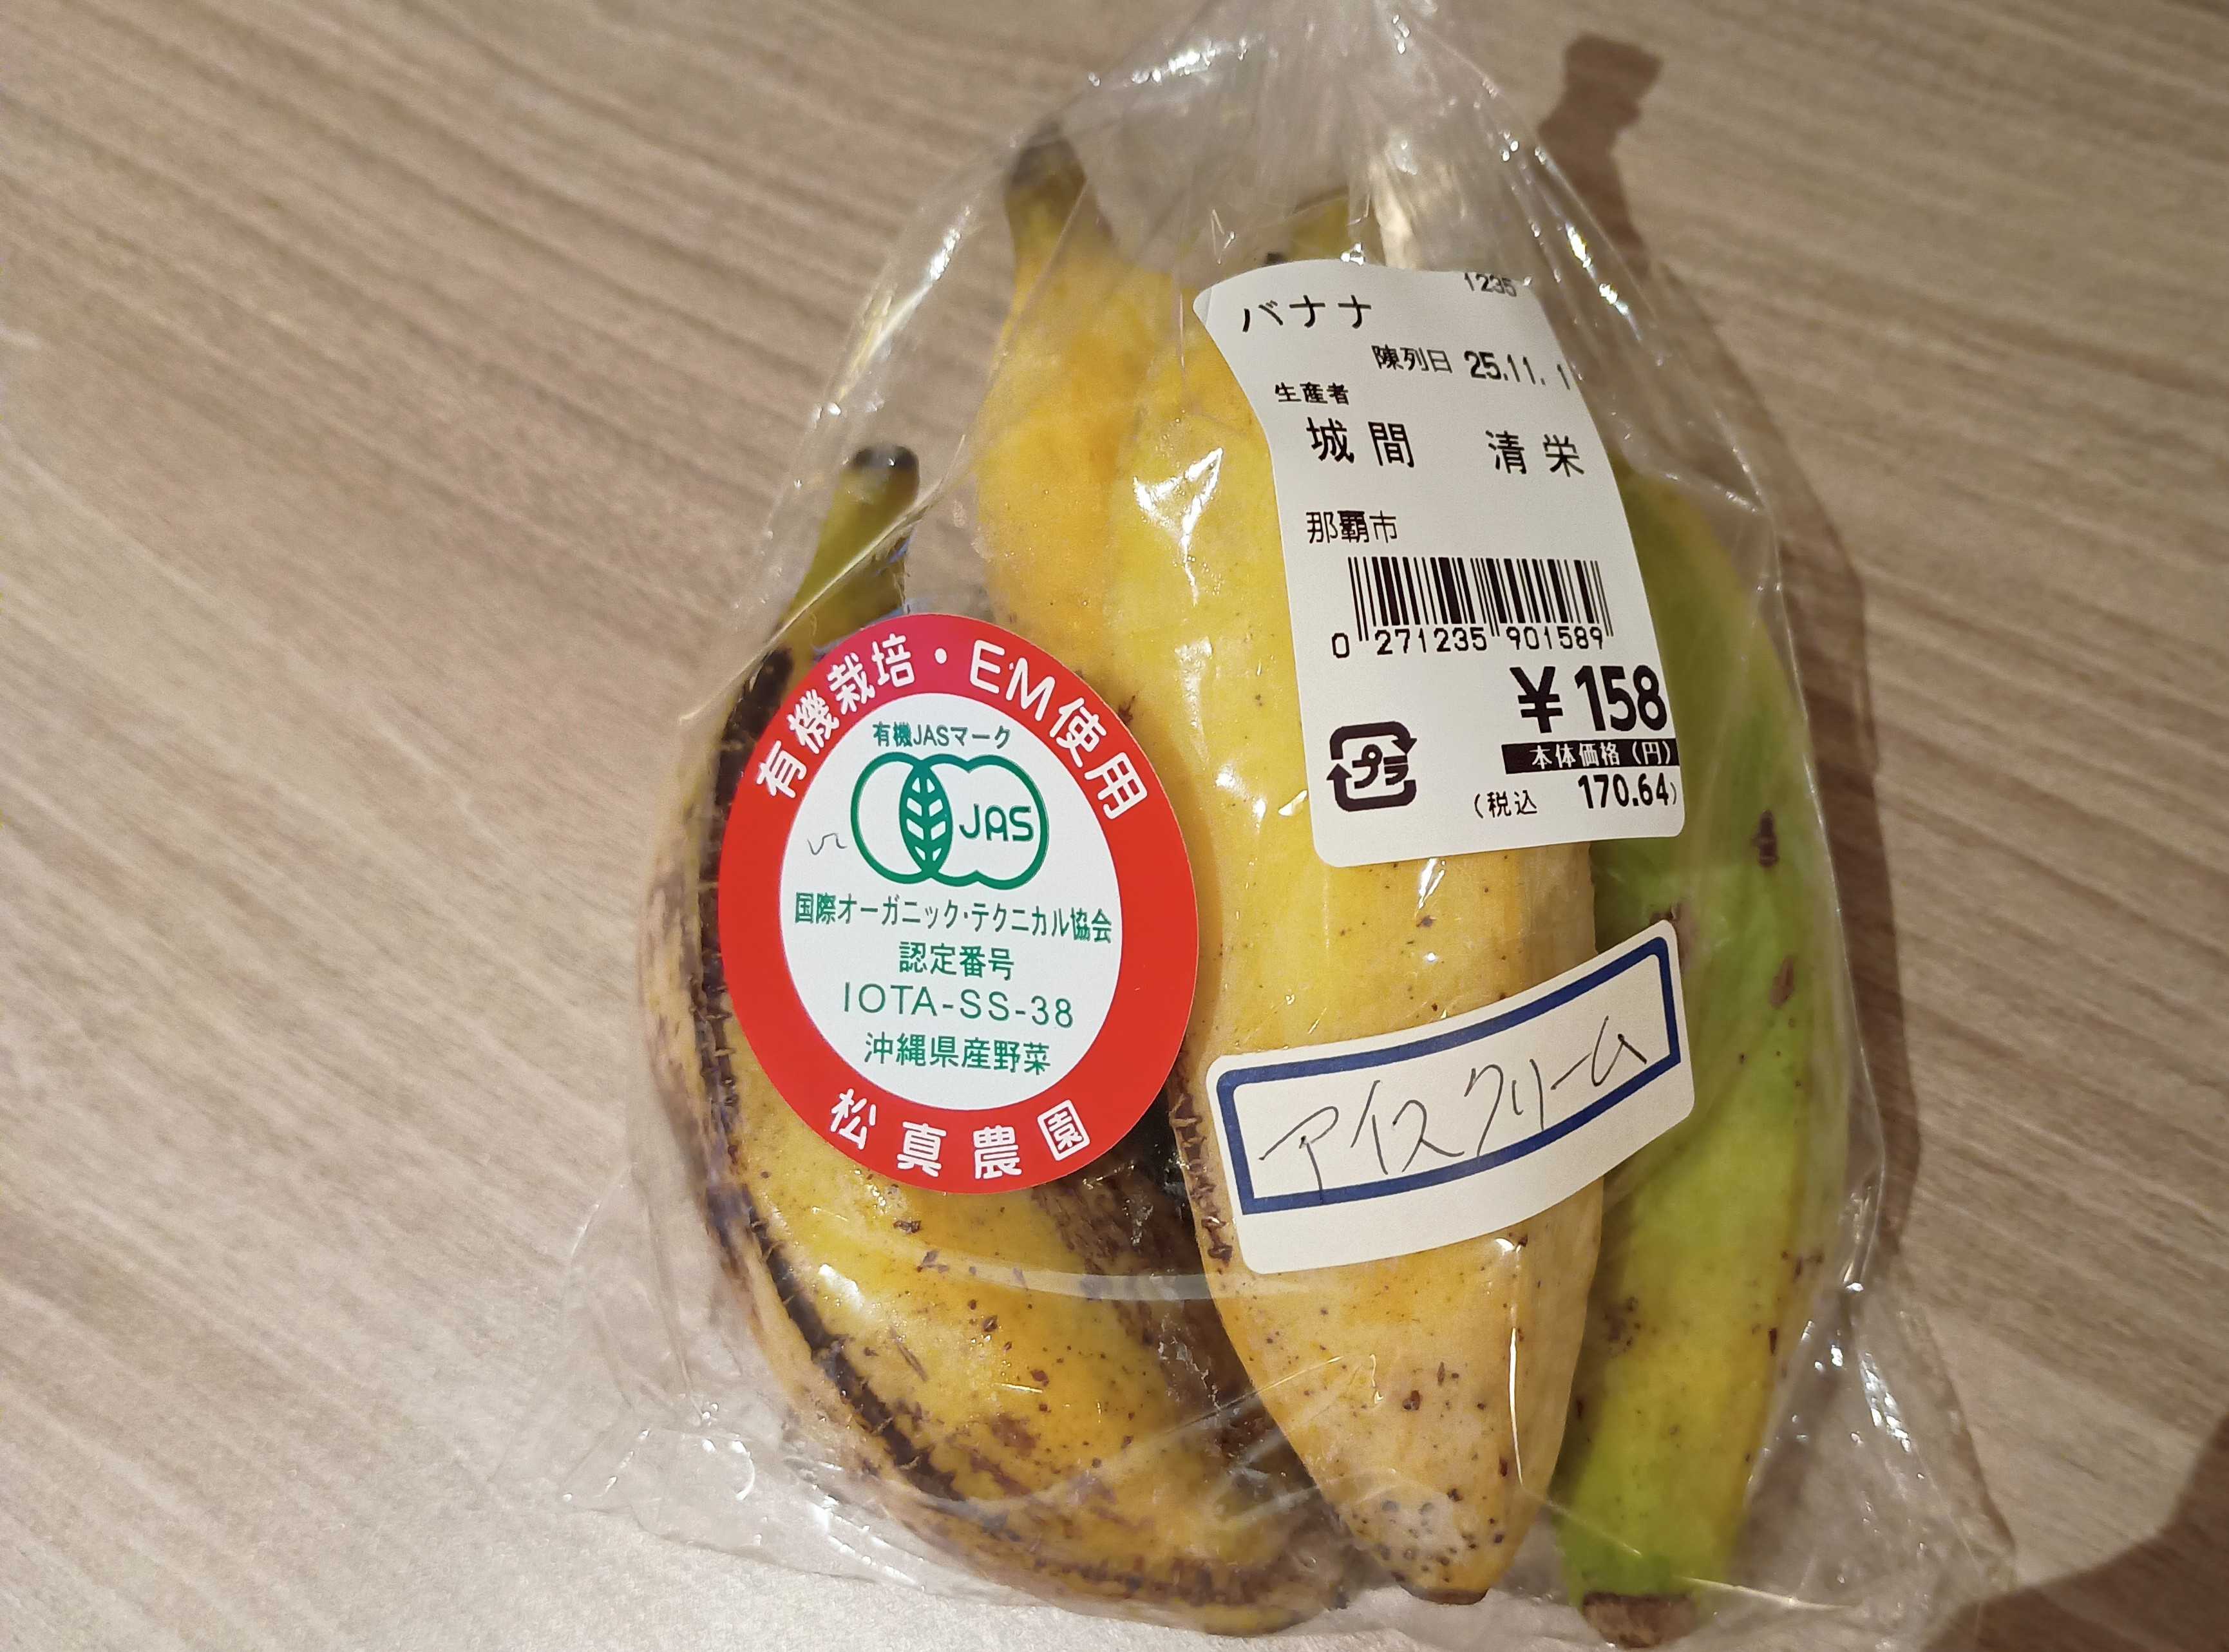 1235
バナナ
陳列日 25.11. 1
生産者
城間 清栄
那覇市
0 271235 901589
¥158
本体価格（円）
（税込 170.64）
プラ
有機栽培・EM使用
有機JASマーク
JAS
国際オーガニック・テクニカル協会
認定番号
IOTA-SS-38
沖縄県産野菜
松真農園
アイスクリーム